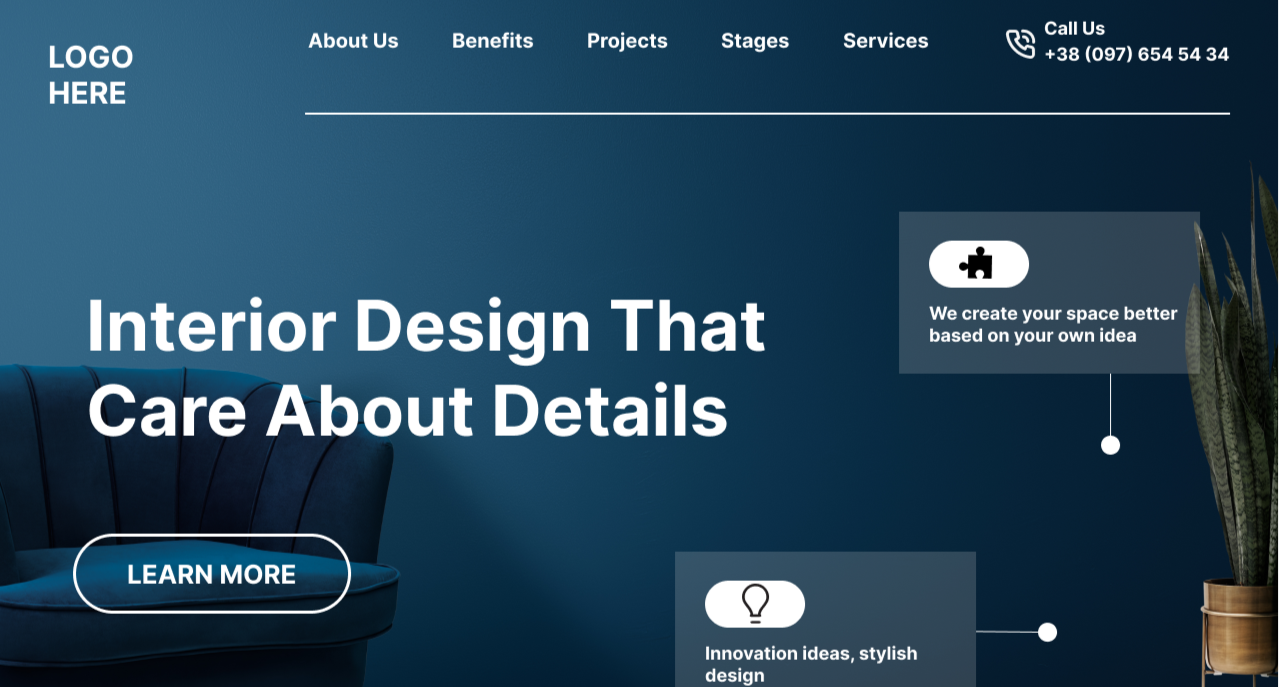 LOGO
HERE
About Us
Benefits
Projects
Stages
Services
Call Us
+38 (097) 654 54 34
We create your space better
based on your own idea
Interior Design That
Care About Details
LEARN MORE
Innovation ideas, stylish
design